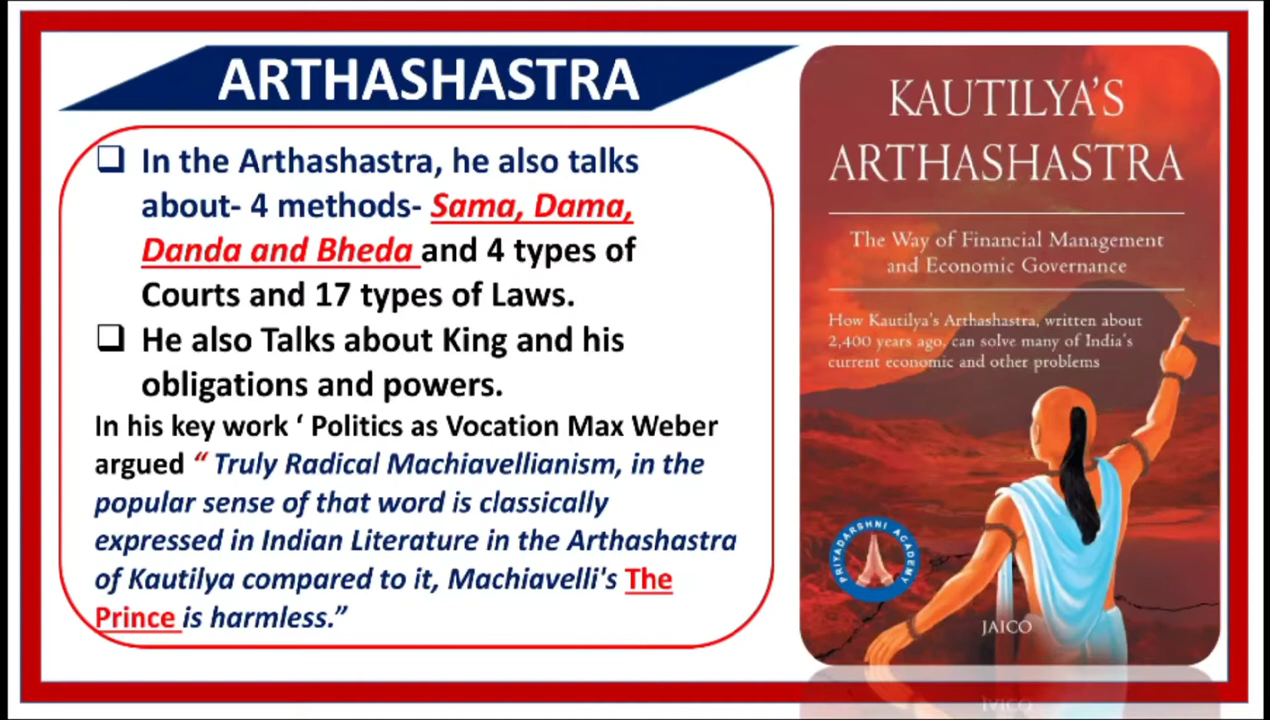 ARTHASHASTRA
❑ In the Arthashastra, he also talks
about- 4 methods- Sama, Dama,
Danda and Bheda and 4 types of
Courts and 17 types of Laws.
❑ He also Talks about King and his
obligations and powers.
In his key work ‘ Politics as Vocation Max Weber
argued “ Truly Radical Machiavellianism, in the
popular sense of that word is classically
expressed in Indian Literature in the Arthashastra
of Kautilya compared to it, Machiavelli's The
Prince is harmless.”
KAUTILYA'S
ARTHASHASTRA
The Way of Financial Management
and Economic Governance
How Kautilya's Arthashastra, written about
2,400 years ago, can solve many of India's
current economic and other problems
PRIYADARSHNI ACADEMY
JAICO